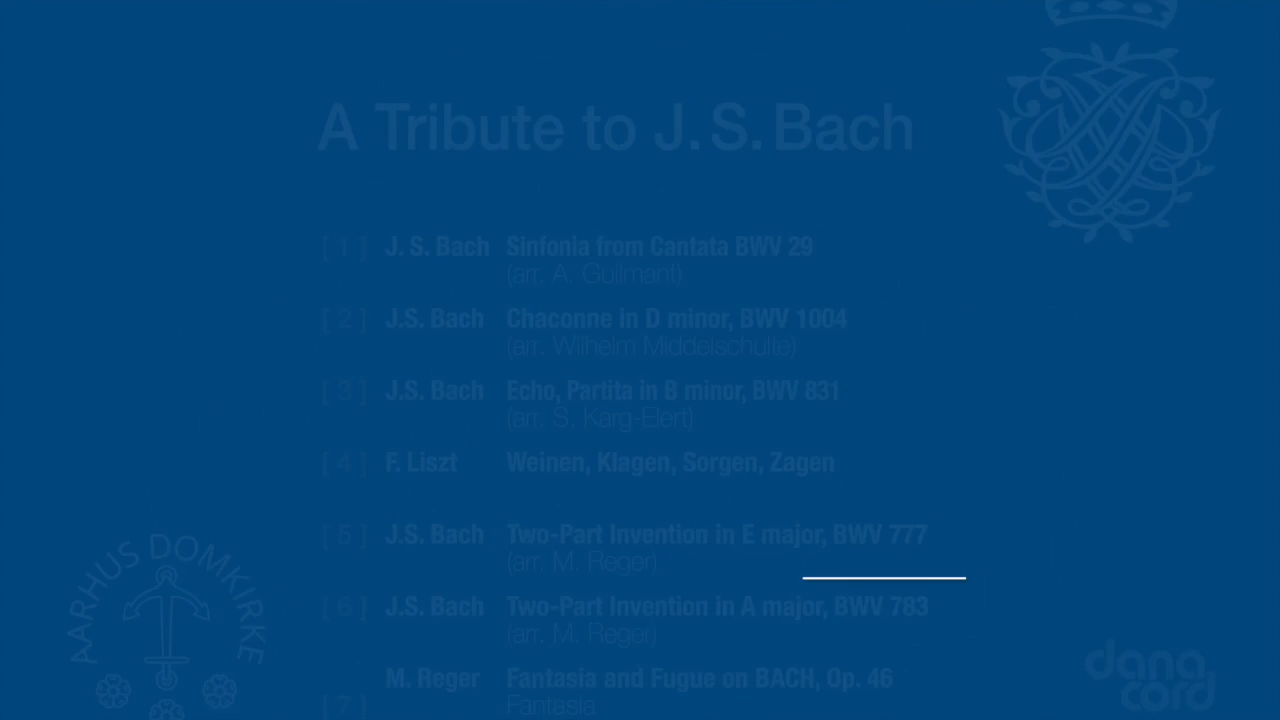 A Tribute to J. S. Bach
[ 1 ] J. S. Bach Sinfonia from Cantata BWV 29
(arr. A. Guilmant)
[ 2 ] J.S. Bach Chaconne in D minor, BWV 1004
(arr. Wilhelm Middelschulte)
[ 3 ] J.S. Bach Echo, Partita in B minor, BWV 831
(arr. S. Karg-Elert)
[ 4 ] F. Liszt Weinen, Klagen, Sorgen, Zagen
[ 5 ] J.S. Bach Two-Part Invention in E major, BWV 777
(arr. M. Reger)
[ 6 ] J.S. Bach Two-Part Invention in A major, BWV 783
(arr. M. Reger)
M. Reger Fantasia and Fugue on BACH, Op. 46
[ 7 ] Fantasia
AARHUS DOMKIRKE
dana
cord